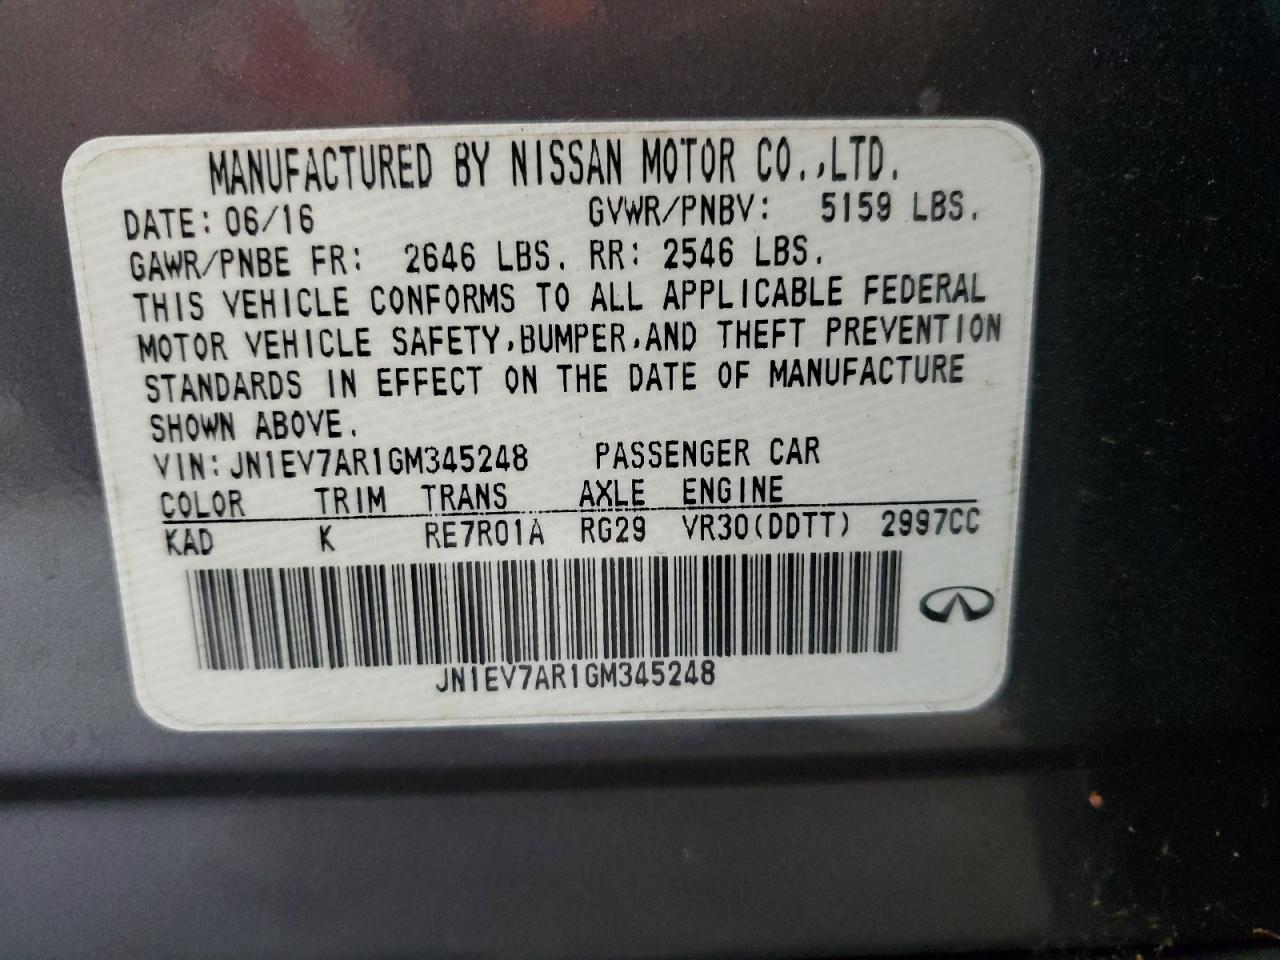 MANUFACTURED BY NISSAN MOTOR CO.,LTD.
DATE: 06/16 GVWR/PNBV: 5159 LBS.
GAWR/PNBE FR: 2646 LBS. RR: 2546 LBS.
THIS VEHICLE CONFORMS TO ALL APPLICABLE FEDERAL
MOTOR VEHICLE SAFETY,BUMPER,AND THEFT PREVENTION
STANDARDS IN EFFECT ON THE DATE OF MANUFACTURE
SHOWN ABOVE.
VIN: JN1EV7AR1GM345248 PASSENGER CAR
COLOR TRIM TRANS AXLE ENGINE
KAD K RE7R01A RG29 VR30(DDTT) 2997CC
JN1EV7AR1GM345248